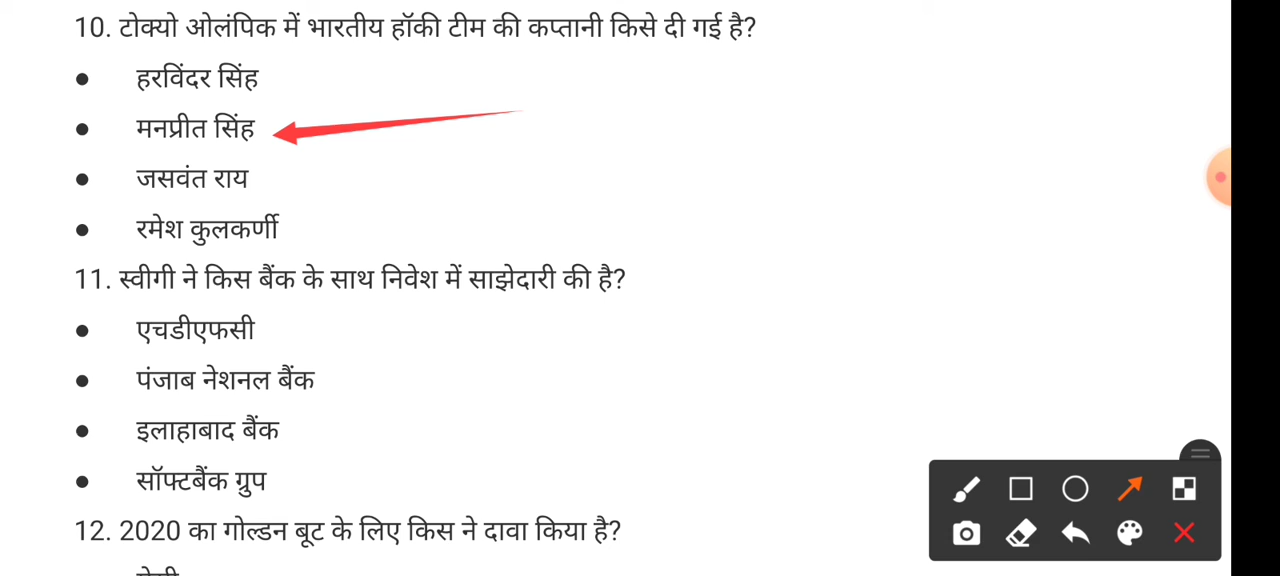 10. टोक्यो ओलंपिक में भारतीय हॉकी टीम की कप्तानी किसे दी गई है?
● हरविंदर सिंह
● मनप्रीत सिंह
● जसवंत राय
● रमेश कुलकर्णी
11. स्वीगी ने किस बैंक के साथ निवेश में साझेदारी की है?
● एचडीएफसी
● पंजाब नेशनल बैंक
● इलाहाबाद बैंक
● सॉफ्टबैंक ग्रुप
12. 2020 का गोल्डन बूट के लिए किस ने दावा किया है?